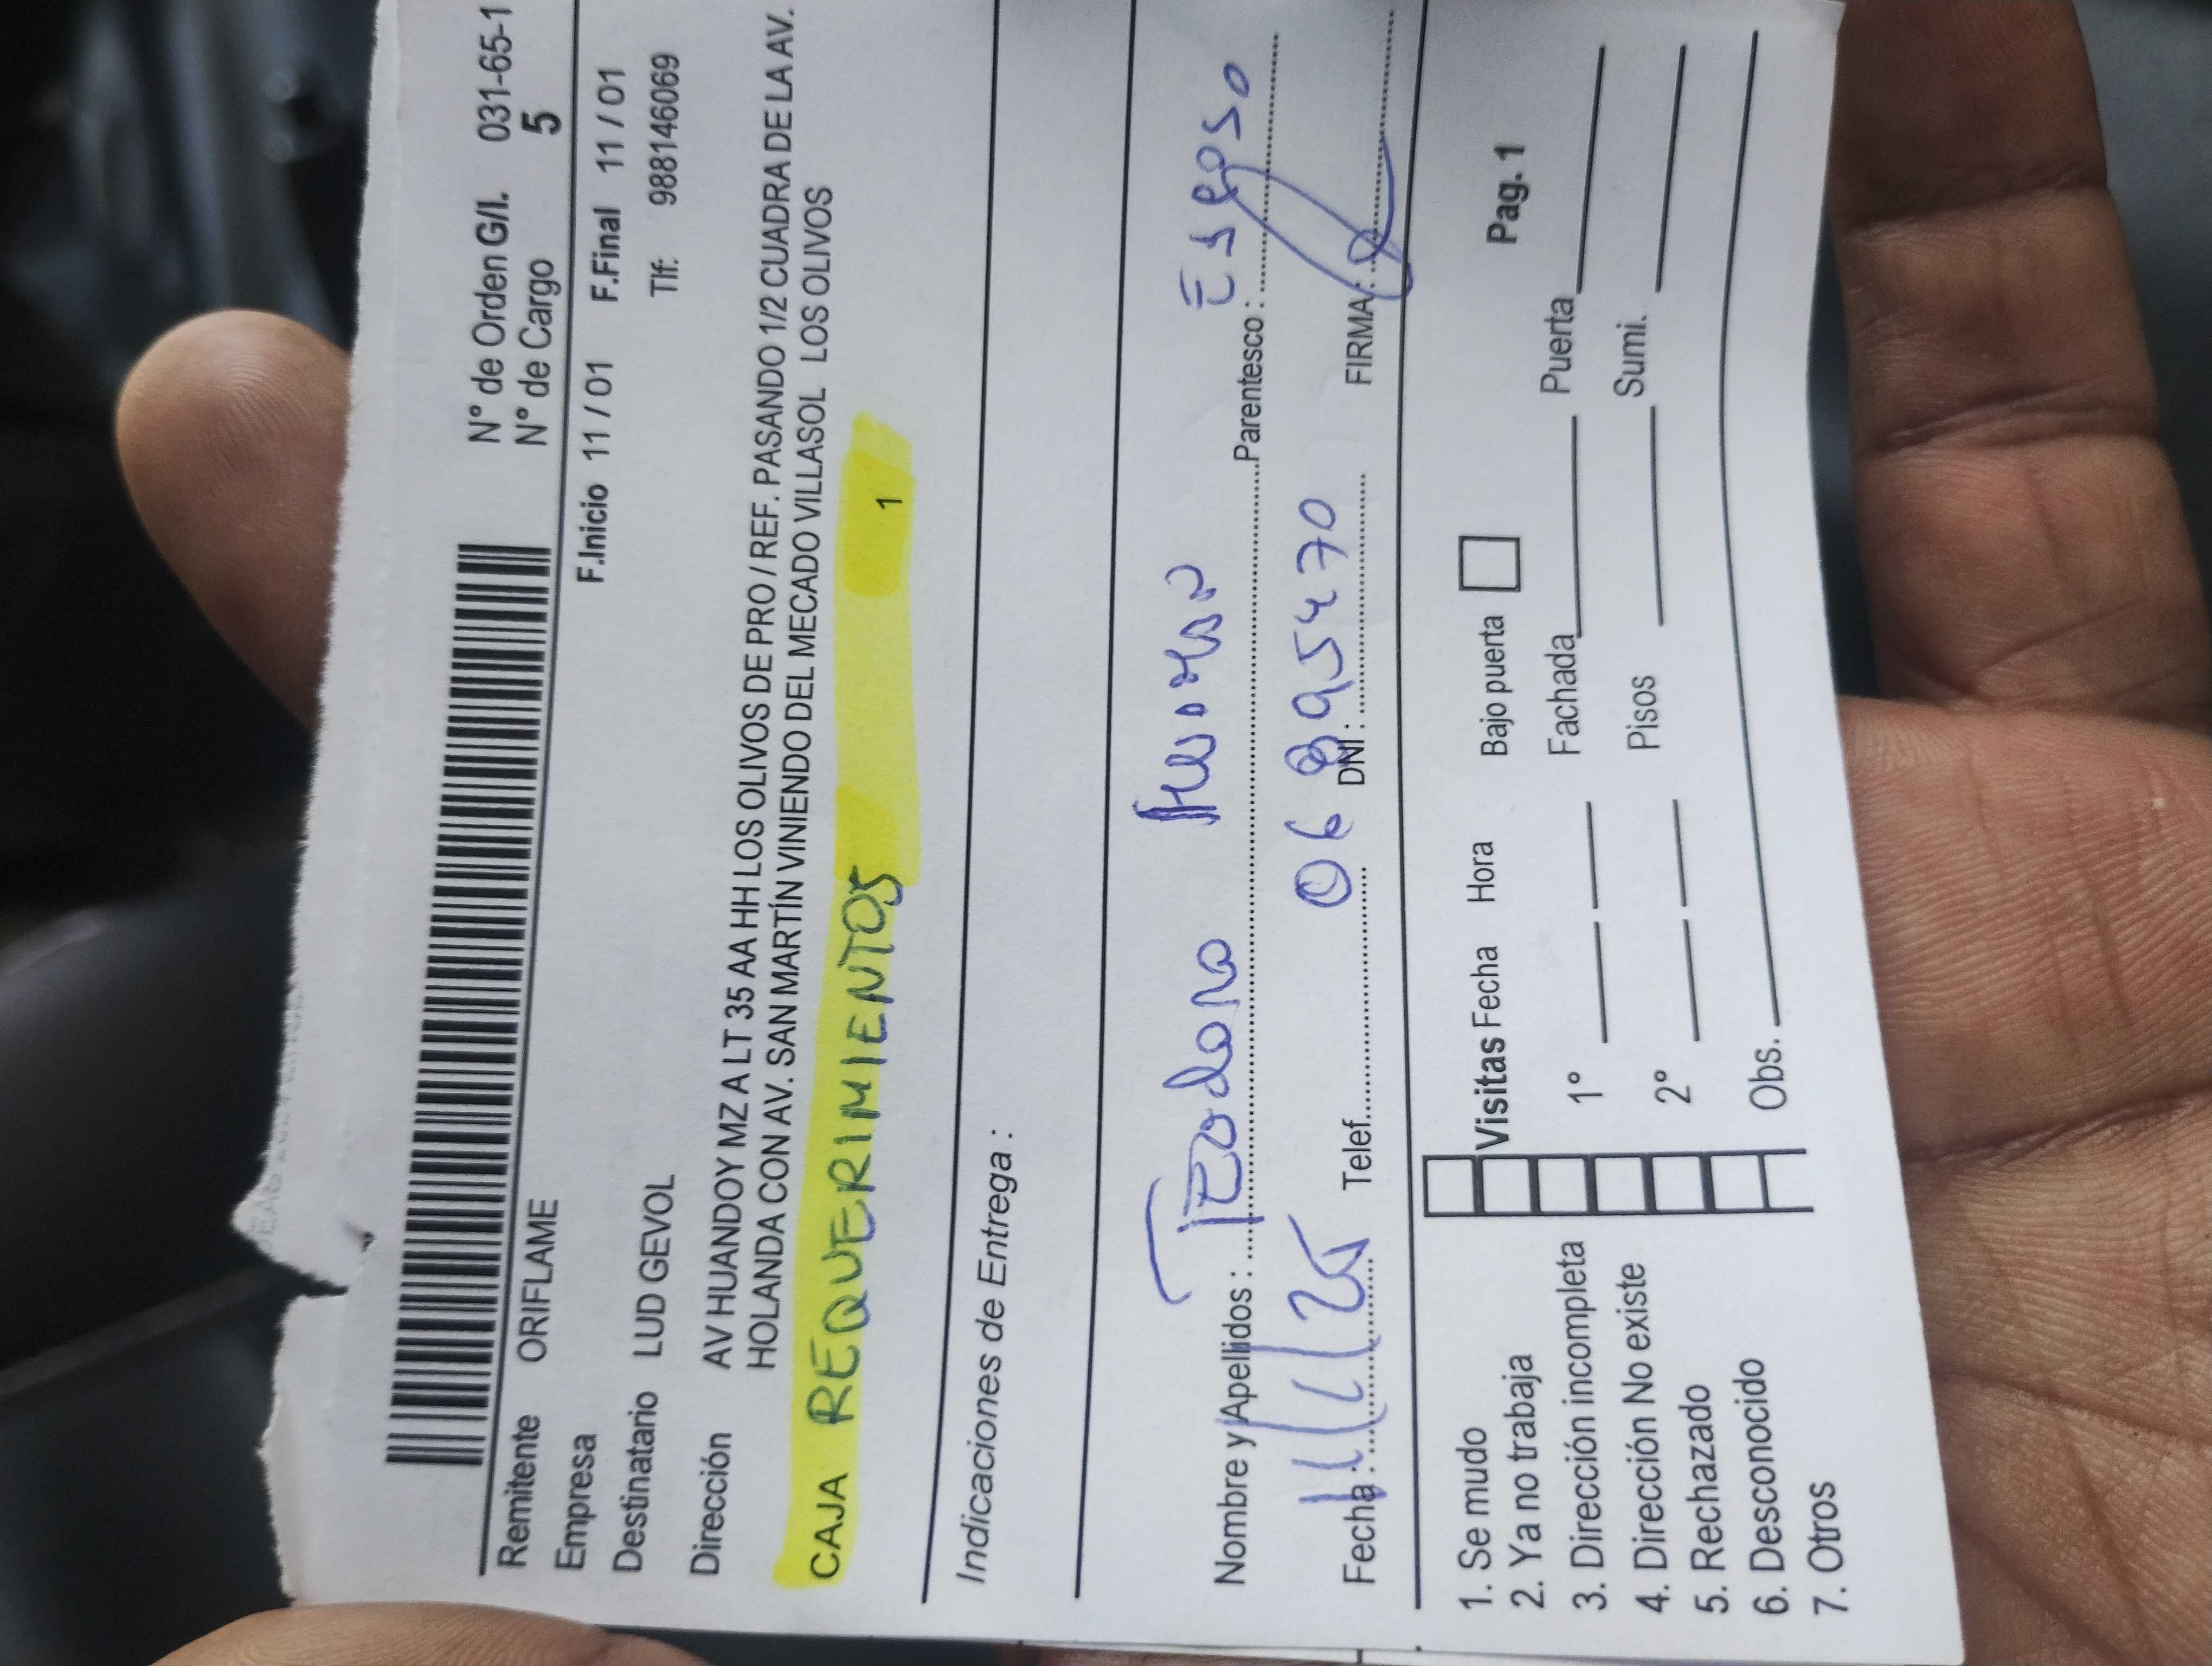 N° de Orden G/I. 031-65-1
N° de Cargo 5
Remitente ORIFLAME
F.Inicio 11 / 01 F.Final 11 / 01
Empresa
Destinatario LUD GEVOL
Tlf: 988146069
Dirección AV HUANDOY MZ A LT 35 AA HH LOS OLIVOS DE PRO / REF. PASANDO 1/2 CUADRA DE LA AV.
HOLANDA CON AV. SAN MARTÍN VINIENDO DEL MECADO VILLASOL LOS OLIVOS
CAJA REQUERIMIENTOS 1
Indicaciones de Entrega :
Nombre y Apellidos : Teodoro Parentesco : Esposo
Fecha : 11/1/25 Telef. DNI : 06895470 FIRMA :
1. Se mudo
2. Ya no trabaja
3. Dirección incompleta
4. Dirección No existe
5. Rechazado
6. Desconocido
7. Otros
Visitas Fecha Hora Bajo puerta Pag. 1
1° Fachada Puerta
2° Pisos Sumi.
Obs.